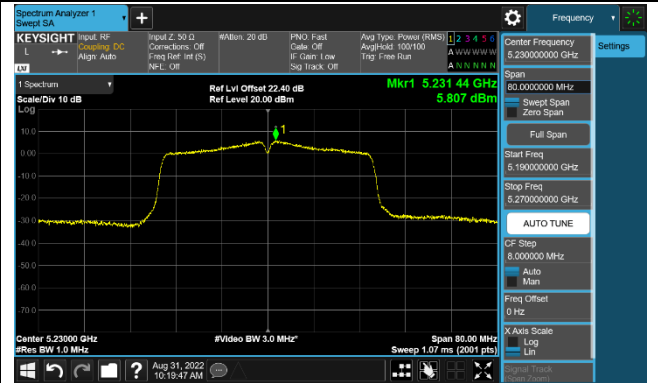 Spectrum Analyzer 1
Swept SA
Frequency
KEYSIGHT
L
LXI
Input: RF
Coupling: DC
Align: Auto
Input Z: 50 Ω
Corrections: Off
Freq Ref: Int (S)
NFE: Off
#Atten: 20 dB
PNO: Fast
Gate: Off
IF Gain: Low
Sig Track: Off
Avg Type: Power (RMS)
Avg|Hold: 100/100
Trig: Free Run
1 2 3 4 5 6
A W W W W W
A N N N N N
1 Spectrum
Scale/Div 10 dB
Log
Ref Lvl Offset 22.40 dB
Ref Level 20.00 dBm
Mkr1 5.231 44 GHz
5.807 dBm
1
10.0
0.00
-10.0
-20.0
-30.0
-40.0
-50.0
-60.0
-70.0
Center 5.23000 GHz
#Res BW 1.0 MHz
#Video BW 3.0 MHz*
Span 80.00 MHz
Sweep 1.07 ms (2001 pts)
Aug 31, 2022
10:19:47 AM
Center Frequency
5.230000000 GHz
Settings
Span
80.0000000 MHz
Swept Span
Zero Span
Full Span
Start Freq
5.190000000 GHz
Stop Freq
5.270000000 GHz
AUTO TUNE
CF Step
8.000000 MHz
Auto
Man
Freq Offset
0 Hz
X Axis Scale
Log
Lin
Signal Track
(Span Zoom)